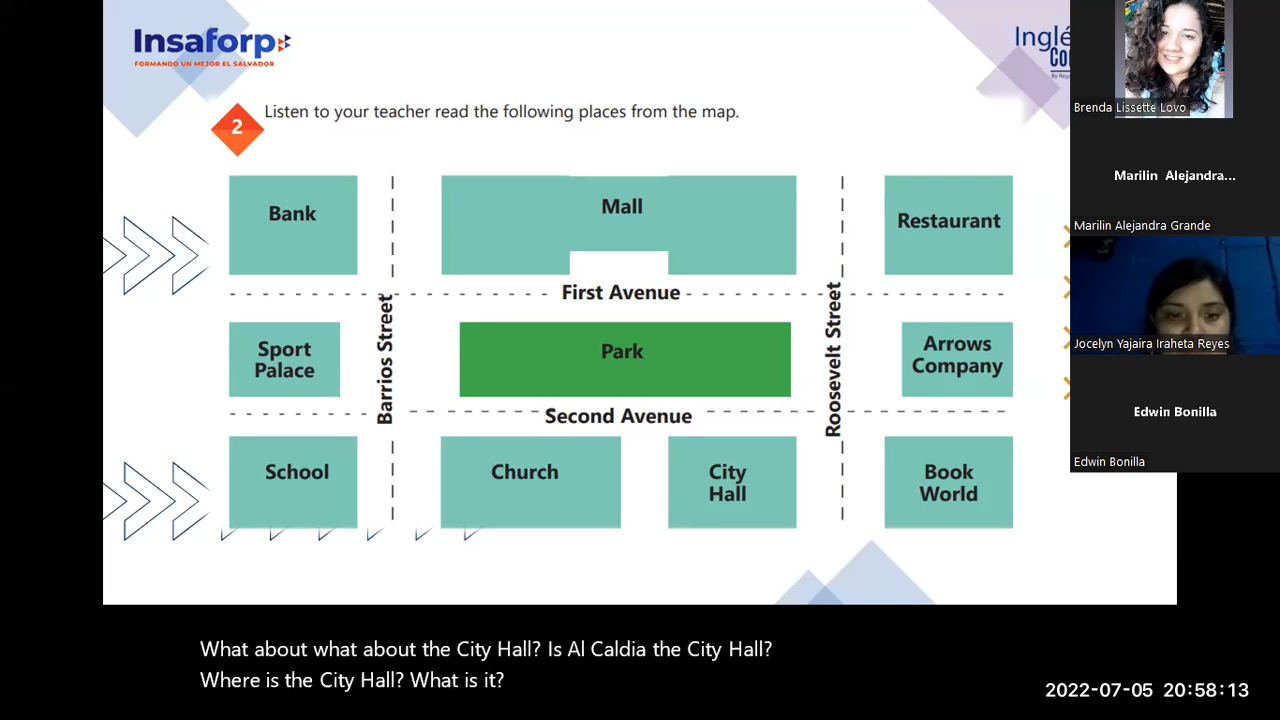 Insaforp
FORMANDO UN MEJOR EL SALVADOR
2
Listen to your teacher read the following places from the map.
Bank
Mall
Restaurant
First Avenue
Barrios Street
Roosevelt Street
Sport
Palace
Park
Arrows
Company
Second Avenue
School
Church
City
Hall
Book
World
Brenda Lissette Lovo
Marilin Alejandra...
Marilin Alejandra Grande
Jocelyn Yajaira Iraheta Reyes
Edwin Bonilla
Edwin Bonilla
What about what about the City Hall? Is Al Caldia the City Hall?
Where is the City Hall? What is it?
2022-07-05 20:58:13